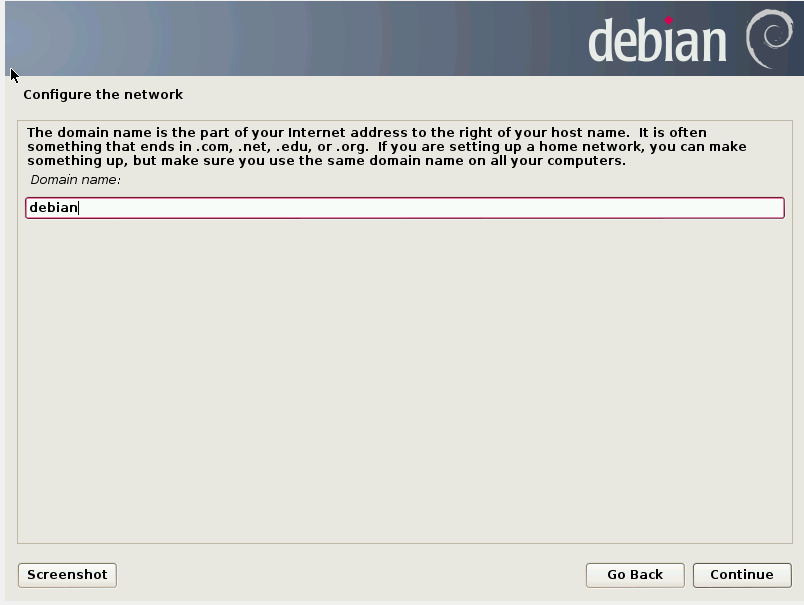 debian
Configure the network
The domain name is the part of your Internet address to the right of your host name.  It is often
something that ends in .com, .net, .edu, or .org.  If you are setting up a home network, you can make
something up, but make sure you use the same domain name on all your computers.
Domain name:
debian
Screenshot
Go Back
Continue